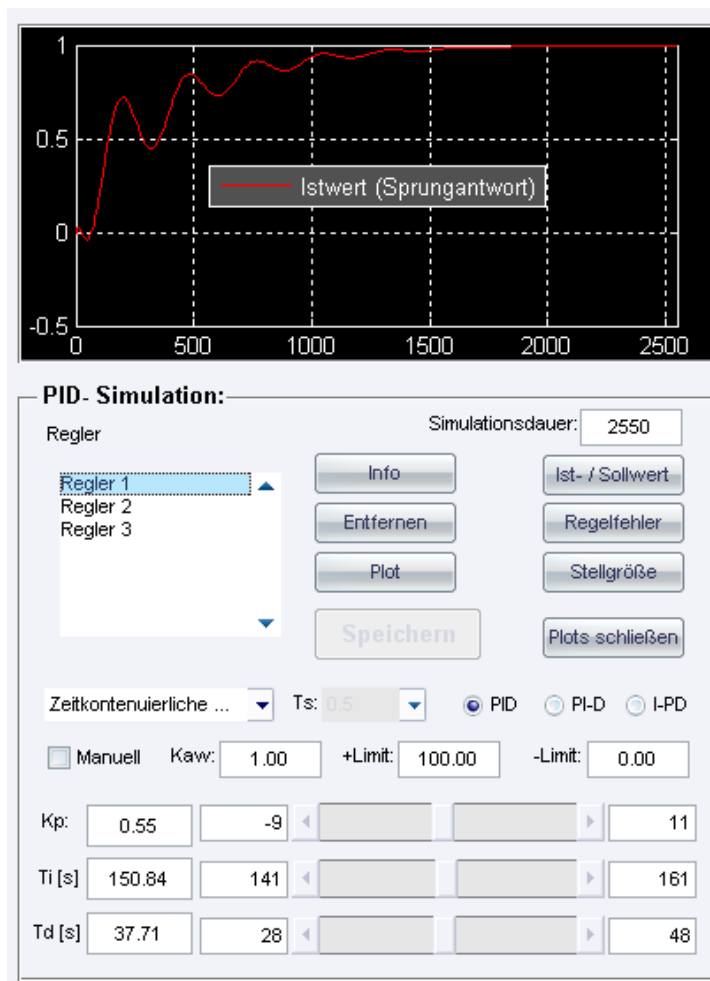 1
0.5
Istwert (Sprungantwort)
0
-0.5
0 500 1000 1500 2000 2500
PID- Simulation:
Regler
Simulationsdauer: 2550
Regler 1
Regler 2
Regler 3
Info
Ist- / Sollwert
Entfernen
Regelfehler
Plot
Stellgröße
Speichern
Plots schließen
Zeitkontenuierliche ... Ts: 0.5 PID PI-D I-PD
Manuell Kaw: 1.00 +Limit: 100.00 -Limit: 0.00
Kp: 0.55 -9 11
Ti [s] 150.84 141 161
Td [s] 37.71 28 48